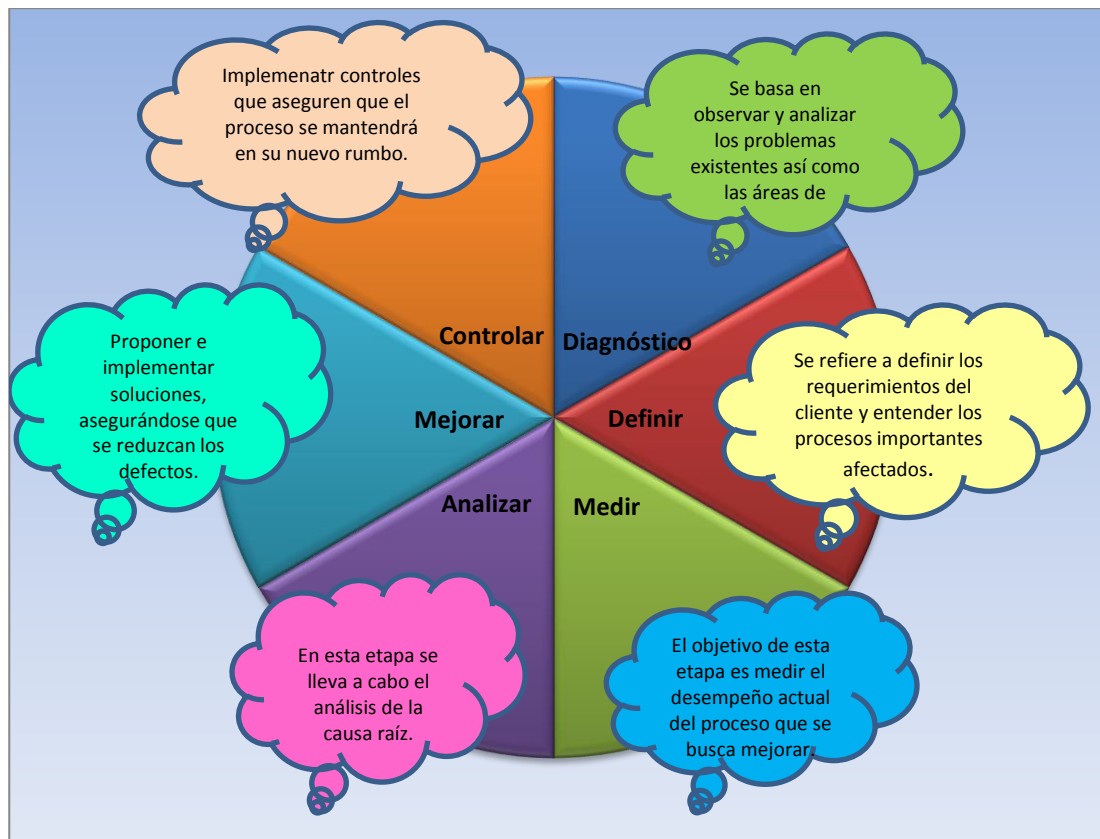 Implemenatr controles
que aseguren que el
proceso se mantendrá
en su nuevo rumbo.
Se basa en
observar y analizar
los problemas
existentes así como
las áreas de
Controlar
Diagnóstico
Proponer e
implementar
soluciones,
asegurándose que
se reduzcan los
defectos.
Mejorar
Definir
Se refiere a definir los
requerimientos del
cliente y entender los
procesos importantes
afectados.
Analizar
Medir
En esta etapa se
lleva a cabo el
análisis de la
causa raíz.
El objetivo de esta
etapa es medir el
desempeño actual
del proceso que se
busca mejorar.